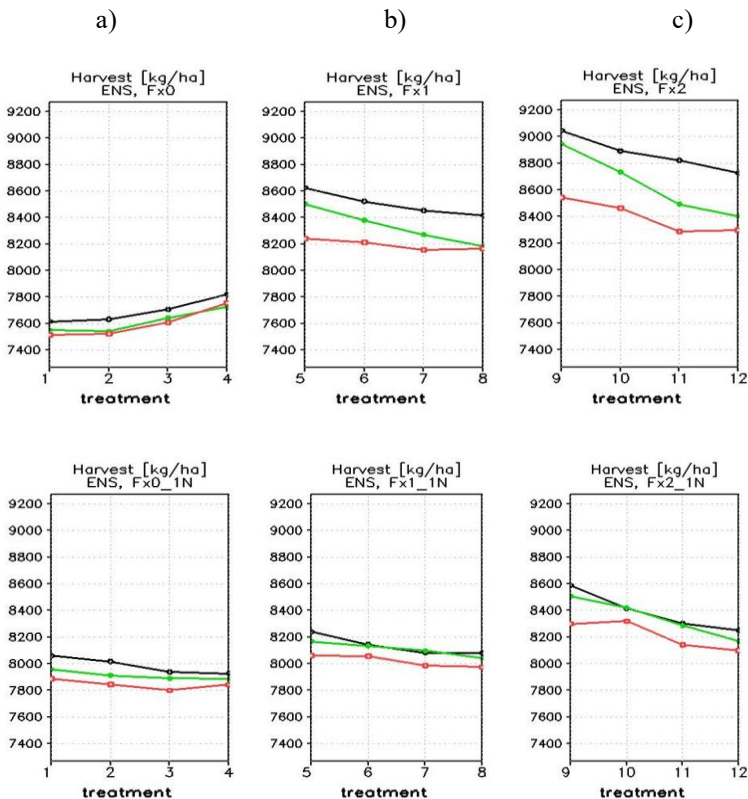 a) b) c)
Harvest [kg/ha]
ENS, Fx0
9200
9000
8800
8600
8400
8200
8000
7800
7600
7400
1 2 3 4
treatment
Harvest [kg/ha]
ENS, Fx1
9200
9000
8800
8600
8400
8200
8000
7800
7600
7400
5 6 7 8
treatment
Harvest [kg/ha]
ENS, Fx2
9200
9000
8800
8600
8400
8200
8000
7800
7600
7400
9 10 11 12
treatment
Harvest [kg/ha]
ENS, Fx0_1N
9200
9000
8800
8600
8400
8200
8000
7800
7600
7400
1 2 3 4
treatment
Harvest [kg/ha]
ENS, Fx1_1N
9200
9000
8800
8600
8400
8200
8000
7800
7600
7400
5 6 7 8
treatment
Harvest [kg/ha]
ENS, Fx2_1N
9200
9000
8800
8600
8400
8200
8000
7800
7600
7400
9 10 11 12
treatment